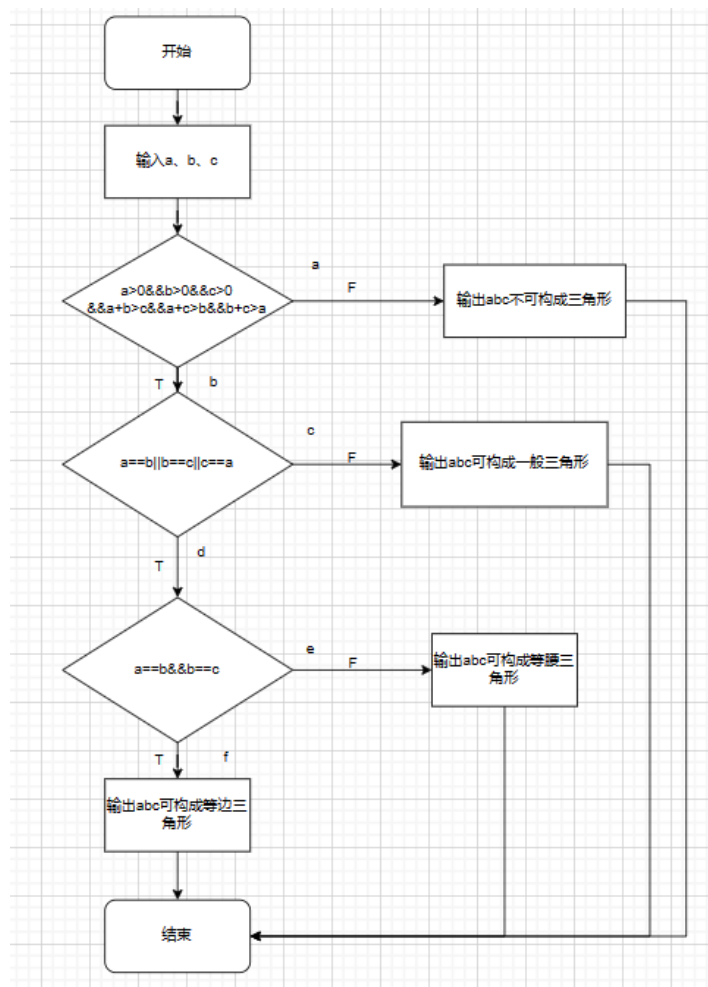 开始
输入a、b、c
a>0&&b>0&&c>0
&&a+b>c&&a+c>b&&b+c>a
a
F
输出abc不可构成三角形
T
b
a==b||b==c||c==a
c
F
输出abc可构成一般三角形
T
d
a==b&&b==c
e
F
输出abc可构成等腰三
角形
T
f
输出abc可构成等边三
角形
结束